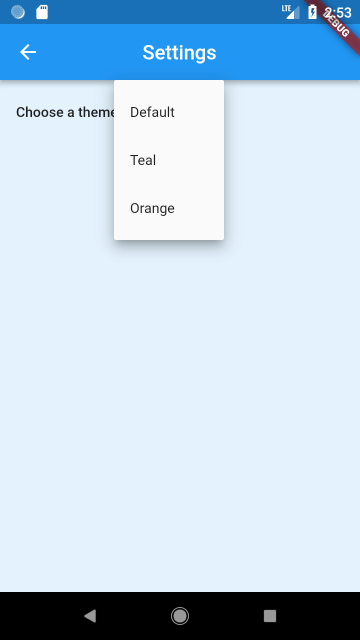 LTE 2:53
DEBUG
Settings
Choose a theme
Default
Teal
Orange